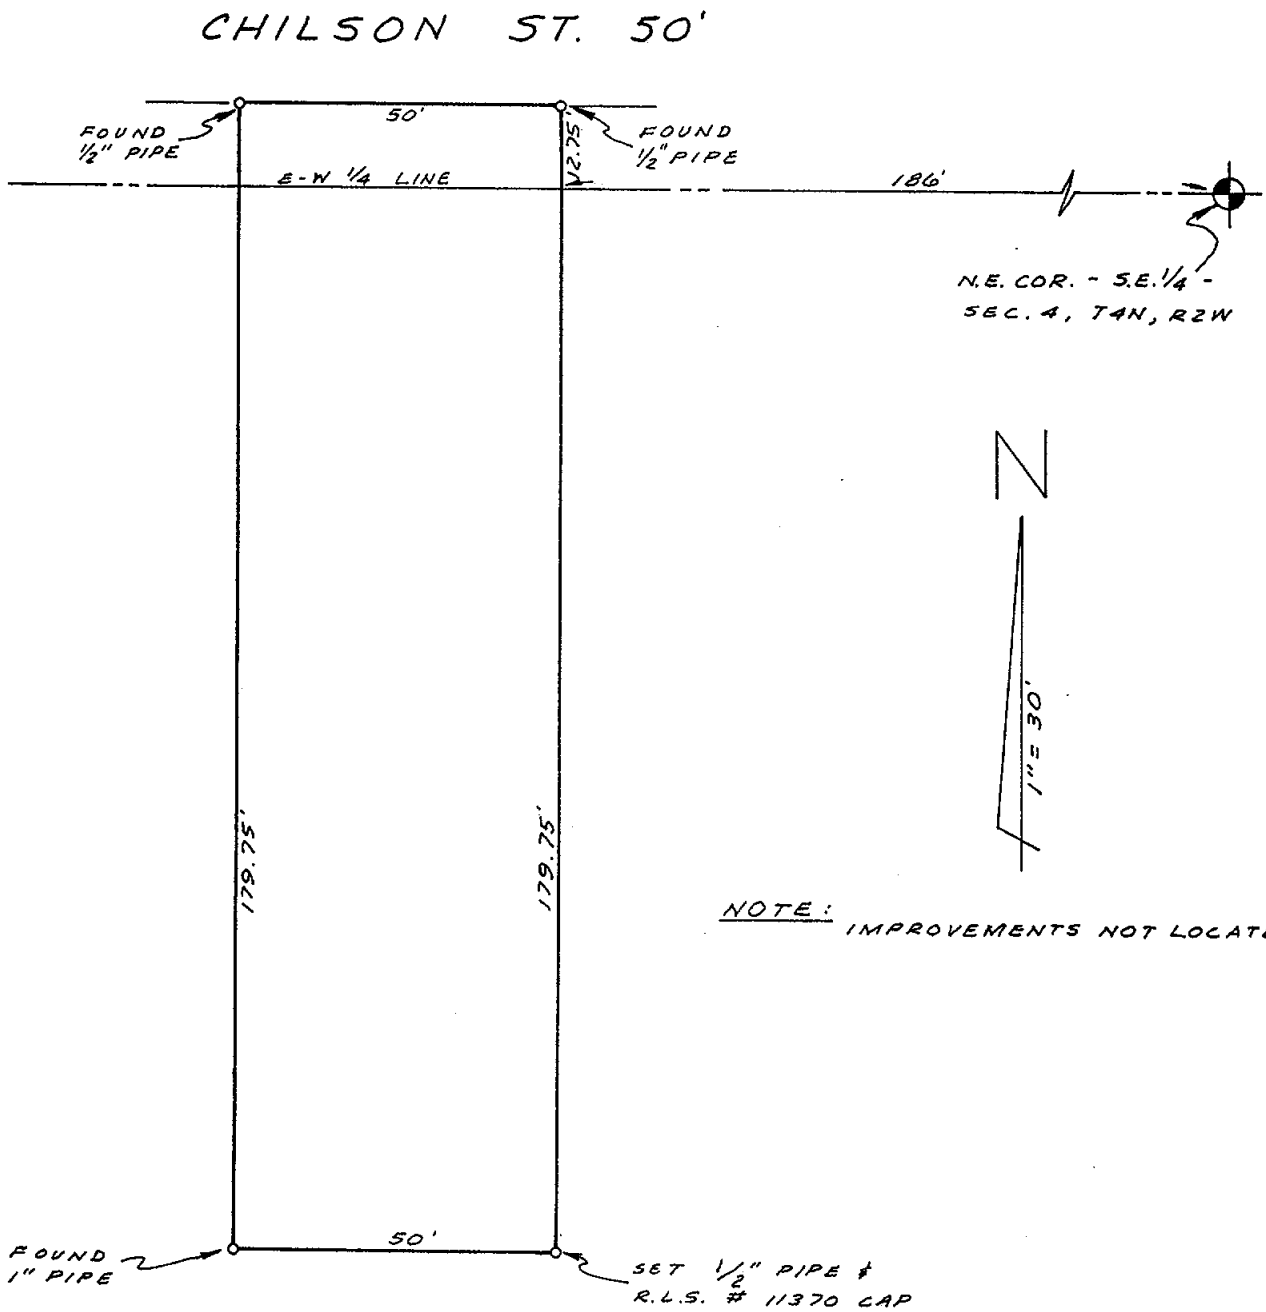 CHILSON ST. 50'
50'
FOUND
1/2" PIPE
FOUND
1/2" PIPE
12.75'
E-W 1/4 LINE
186'
N.E. COR. - S.E. 1/4 -
SEC. 4, T4N, R2W
N
1" = 30'
179.75'
179.75'
NOTE: IMPROVEMENTS NOT LOCATE
50'
FOUND
1" PIPE
SET 1/2" PIPE &
R.L.S. # 11370 CAP